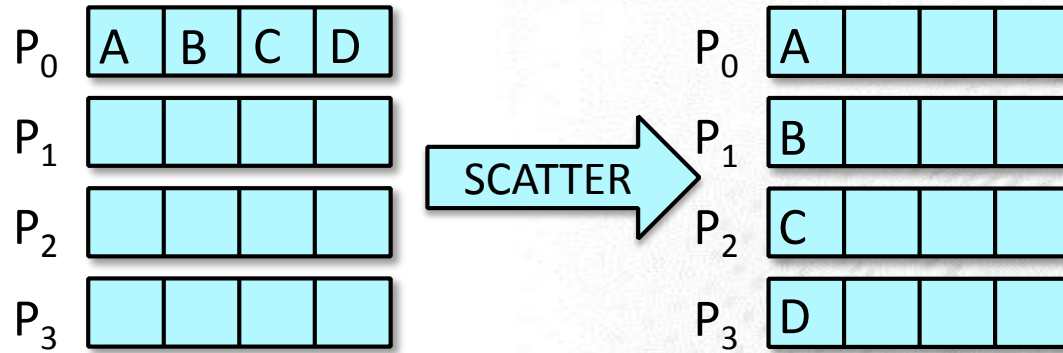 P0 A B C D P0 A
P1 P1 B
SCATTER
P2 P2 C
P3 P3 D